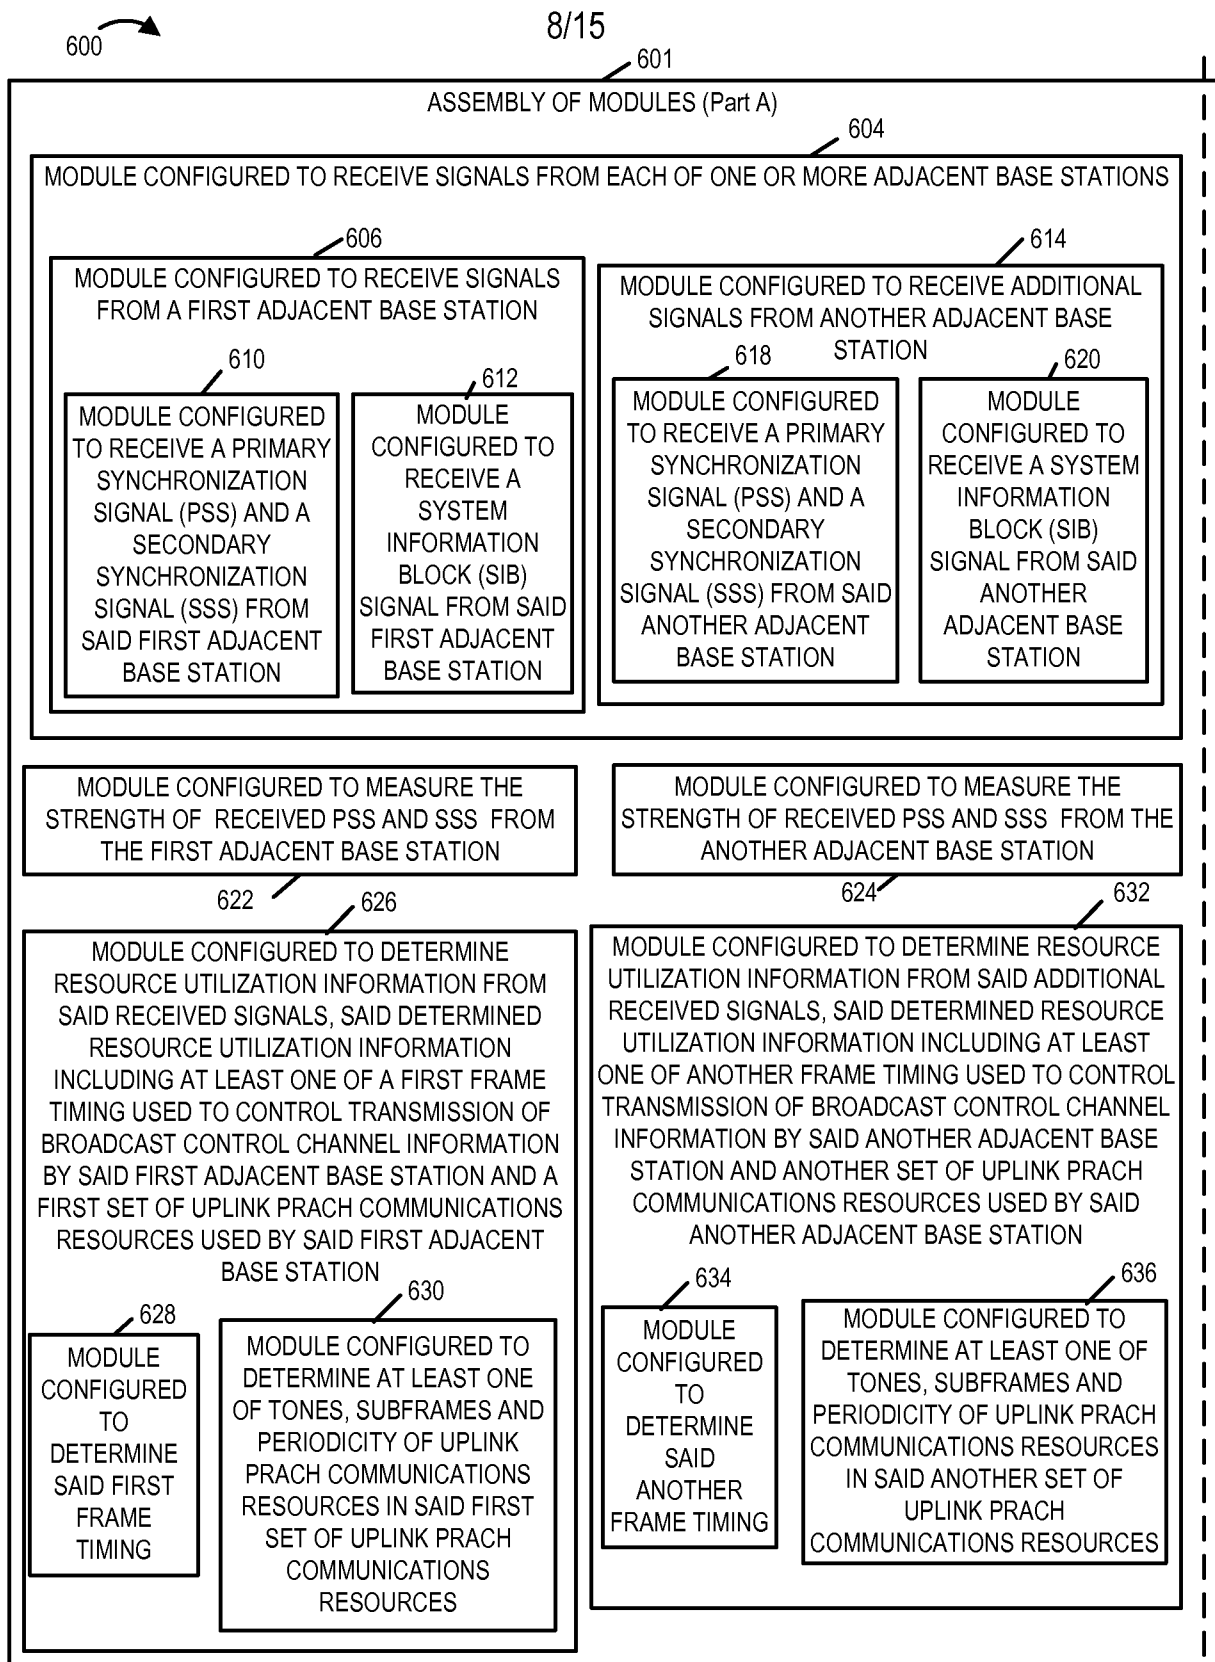 600
8/15
601
ASSEMBLY OF MODULES (Part A)
604
MODULE CONFIGURED TO RECEIVE SIGNALS FROM EACH OF ONE OR MORE ADJACENT BASE STATIONS
606
MODULE CONFIGURED TO RECEIVE SIGNALS
FROM A FIRST ADJACENT BASE STATION
610
MODULE CONFIGURED
TO RECEIVE A PRIMARY
SYNCHRONIZATION
SIGNAL (PSS) AND A
SECONDARY
SYNCHRONIZATION
SIGNAL (SSS) FROM
SAID FIRST ADJACENT
BASE STATION
612
MODULE
CONFIGURED TO
RECEIVE A
SYSTEM
INFORMATION
BLOCK (SIB)
SIGNAL FROM SAID
FIRST ADJACENT
BASE STATION
614
MODULE CONFIGURED TO RECEIVE ADDITIONAL
SIGNALS FROM ANOTHER ADJACENT BASE
STATION
618
MODULE CONFIGURED
TO RECEIVE A PRIMARY
SYNCHRONIZATION
SIGNAL (PSS) AND A
SECONDARY
SYNCHRONIZATION
SIGNAL (SSS) FROM SAID
ANOTHER ADJACENT
BASE STATION
620
MODULE
CONFIGURED TO
RECEIVE A SYSTEM
INFORMATION
BLOCK (SIB)
SIGNAL FROM SAID
ANOTHER
ADJACENT BASE
STATION
MODULE CONFIGURED TO MEASURE THE
STRENGTH OF RECEIVED PSS AND SSS FROM
THE FIRST ADJACENT BASE STATION
622
MODULE CONFIGURED TO MEASURE THE
STRENGTH OF RECEIVED PSS AND SSS FROM THE
ANOTHER ADJACENT BASE STATION
624
626
MODULE CONFIGURED TO DETERMINE
RESOURCE UTILIZATION INFORMATION FROM
SAID RECEIVED SIGNALS, SAID DETERMINED
RESOURCE UTILIZATION INFORMATION
INCLUDING AT LEAST ONE OF A FIRST FRAME
TIMING USED TO CONTROL TRANSMISSION OF
BROADCAST CONTROL CHANNEL INFORMATION
BY SAID FIRST ADJACENT BASE STATION AND A
FIRST SET OF UPLINK PRACH COMMUNICATIONS
RESOURCES USED BY SAID FIRST ADJACENT
BASE STATION
628
MODULE
CONFIGURED
TO
DETERMINE
SAID FIRST
FRAME
TIMING
630
MODULE CONFIGURED TO
DETERMINE AT LEAST ONE
OF TONES, SUBFRAMES AND
PERIODICITY OF UPLINK
PRACH COMMUNICATIONS
RESOURCES IN SAID FIRST
SET OF UPLINK PRACH
COMMUNICATIONS
RESOURCES
632
MODULE CONFIGURED TO DETERMINE RESOURCE
UTILIZATION INFORMATION FROM SAID ADDITIONAL
RECEIVED SIGNALS, SAID DETERMINED RESOURCE
UTILIZATION INFORMATION INCLUDING AT LEAST
ONE OF ANOTHER FRAME TIMING USED TO CONTROL
TRANSMISSION OF BROADCAST CONTROL CHANNEL
INFORMATION BY SAID ANOTHER ADJACENT BASE
STATION AND ANOTHER SET OF UPLINK PRACH
COMMUNICATIONS RESOURCES USED BY SAID
ANOTHER ADJACENT BASE STATION
634
MODULE
CONFIGURED
TO
DETERMINE
SAID
ANOTHER
FRAME TIMING
636
MODULE CONFIGURED TO
DETERMINE AT LEAST ONE OF
TONES, SUBFRAMES AND
PERIODICITY OF UPLINK PRACH
COMMUNICATIONS RESOURCES
IN SAID ANOTHER SET OF
UPLINK PRACH
COMMUNICATIONS RESOURCES